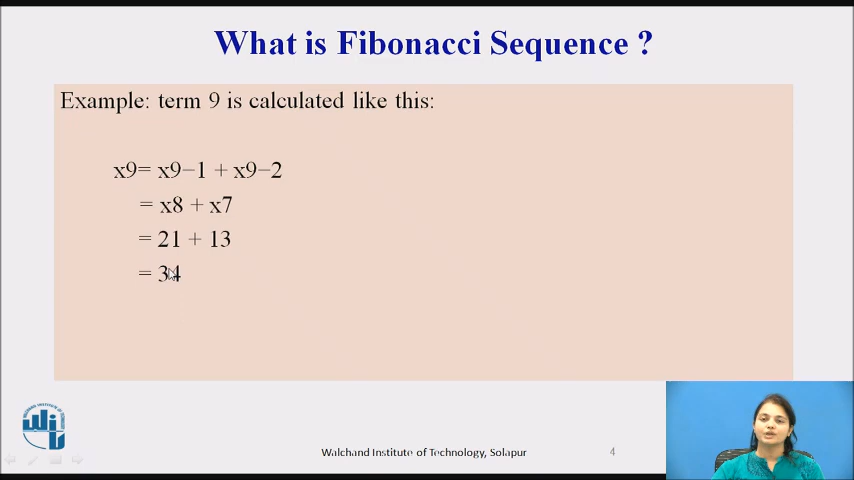 What is Fibonacci Sequence ?
Example: term 9 is calculated like this:
x9= x9−1 + x9−2
= x8 + x7
= 21 + 13
= 34
Walchand Institute of Technology, Solapur
4